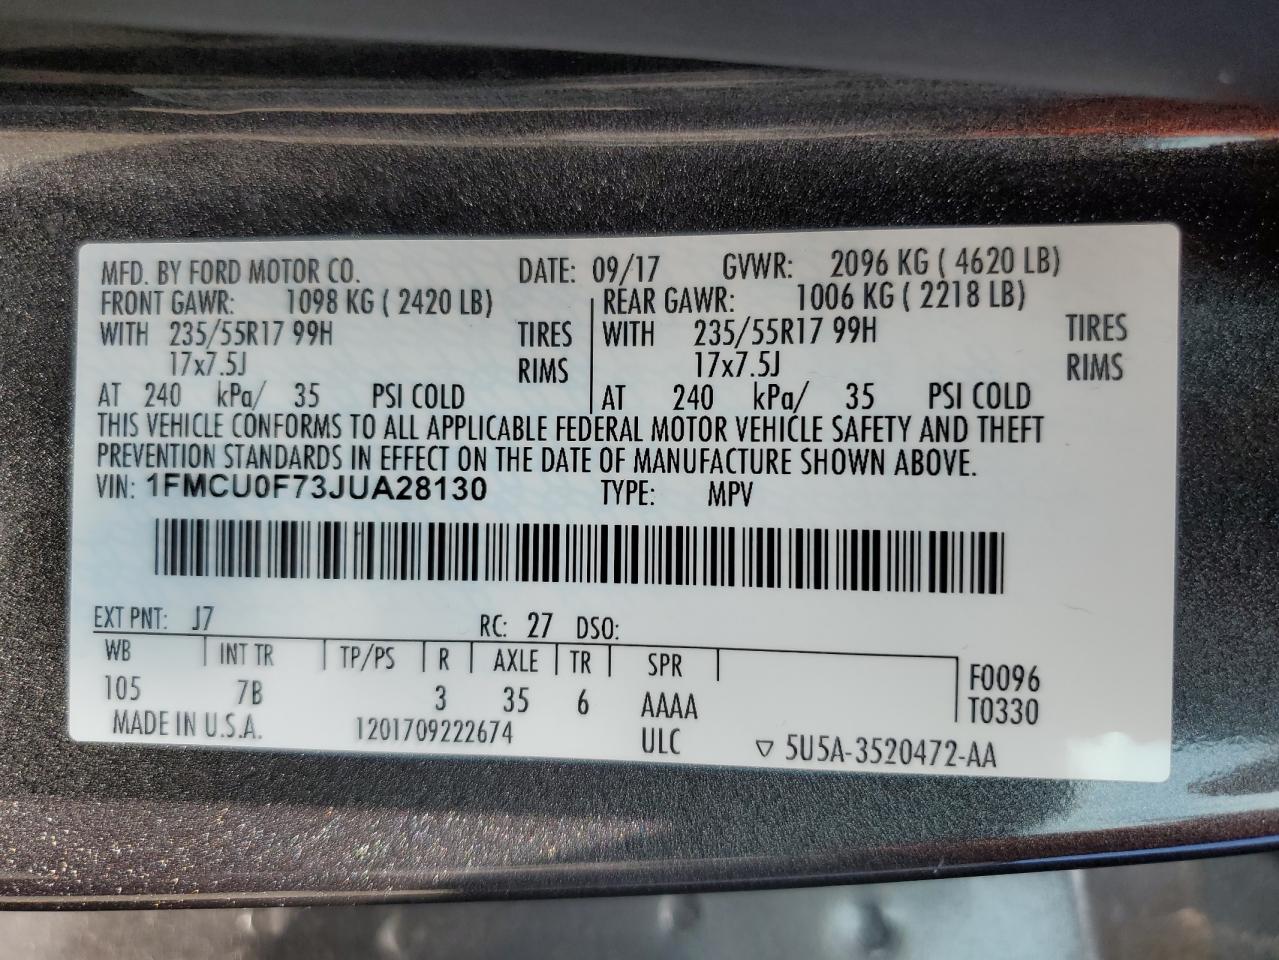 MFD. BY FORD MOTOR CO. DATE: 09/17 GVWR: 2096 KG ( 4620 LB)
FRONT GAWR: 1098 KG ( 2420 LB) REAR GAWR: 1006 KG ( 2218 LB)
WITH 235/55R17 99H TIRES WITH 235/55R17 99H TIRES
17x7.5J RIMS 17x7.5J RIMS
AT 240 kPa/ 35 PSI COLD AT 240 kPa/ 35 PSI COLD
THIS VEHICLE CONFORMS TO ALL APPLICABLE FEDERAL MOTOR VEHICLE SAFETY AND THEFT
PREVENTION STANDARDS IN EFFECT ON THE DATE OF MANUFACTURE SHOWN ABOVE.
VIN: 1FMCU0F73JUA28130 TYPE: MPV
EXT PNT: J7 RC: 27 DSO:
WB INT TR TP/PS R AXLE TR SPR F0096
105 7B 3 35 6 AAAA T0330
MADE IN U.S.A. 1201709222674 ULC ▽ 5U5A-3520472-AA